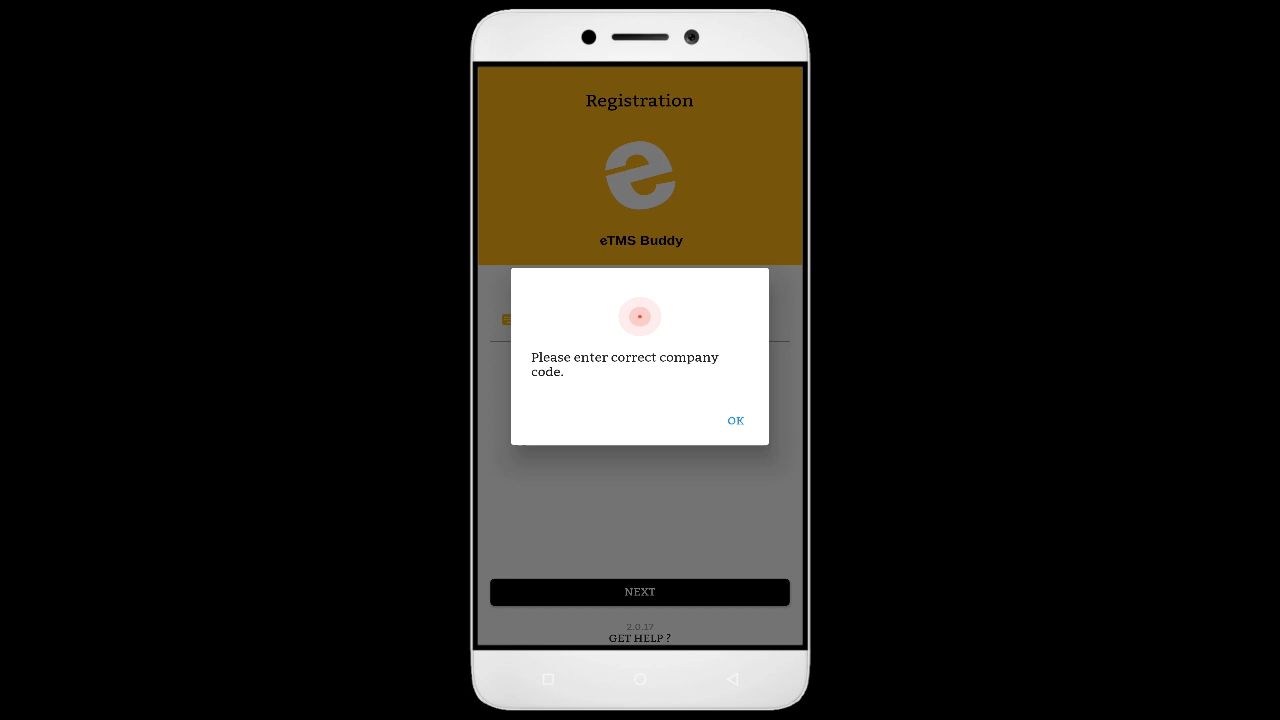 Registration
eTMS Buddy
Please enter correct company
code.
OK
NEXT
2.0.17
GET HELP ?